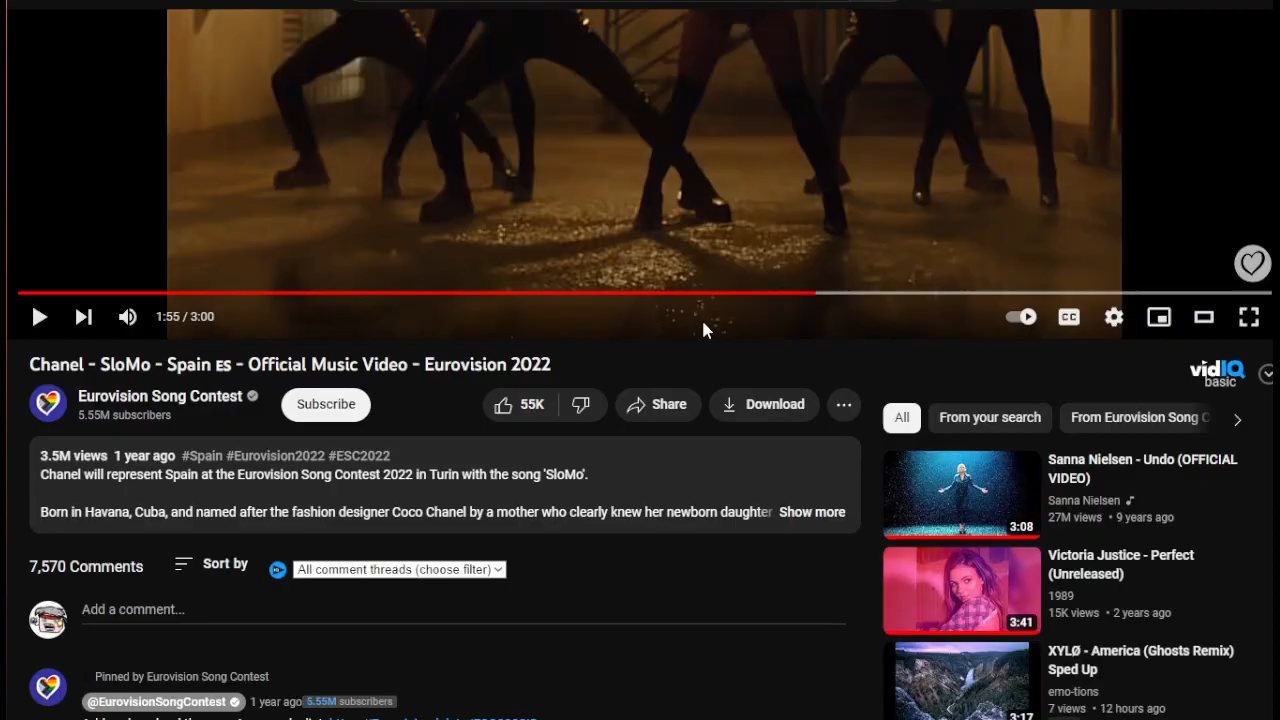 1:55 / 3:00
CC
Chanel - SloMo - Spain 🇪🇸 - Official Music Video - Eurovision 2022
Eurovision Song Contest
5.55M subscribers
Subscribe
55K
Share
Download
3.5M views 1 year ago #Spain #Eurovision2022 #ESC2022
Chanel will represent Spain at the Eurovision Song Contest 2022 in Turin with the song 'SloMo'.
Born in Havana, Cuba, and named after the fashion designer Coco Chanel by a mother who clearly knew her newborn daughter Show more
7,570 Comments
Sort by
All comment threads (choose filter)
Add a comment...
Pinned by Eurovision Song Contest
@EurovisionSongContest 1 year ago 5.55M subscribers
vidIQ
basic
All
From your search
From Eurovision Song
3:08
Sanna Nielsen - Undo (OFFICIAL
VIDEO)
Sanna Nielsen
27M views • 9 years ago
3:41
Victoria Justice - Perfect
(Unreleased)
1989
15K views • 2 years ago
3:17
XYLØ - America (Ghosts Remix)
Sped Up
emo-tions
7 views • 12 hours ago